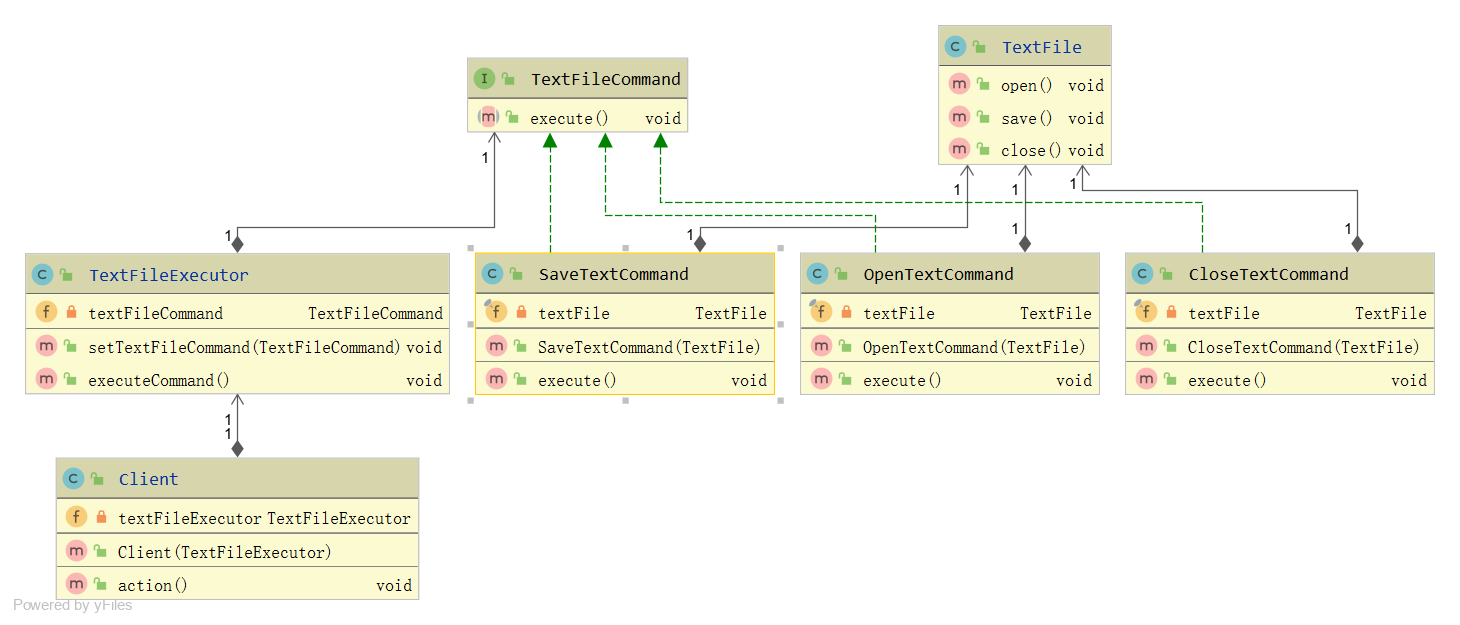 I TextFileCommand
m execute() void
C TextFile
m open() void
m save() void
m close() void
1
1
1
1
1
1
1
1
C TextFileExecutor
f textFileCommand TextFileCommand
m setTextFileCommand(TextFileCommand) void
m executeCommand() void
C SaveTextCommand
f textFile TextFile
m SaveTextCommand(TextFile)
m execute() void
C OpenTextCommand
f textFile TextFile
m OpenTextCommand(TextFile)
m execute() void
C CloseTextCommand
f textFile TextFile
m CloseTextCommand(TextFile)
m execute() void
1
1
C Client
f textFileExecutor TextFileExecutor
m Client(TextFileExecutor)
m action() void
Powered by yFiles